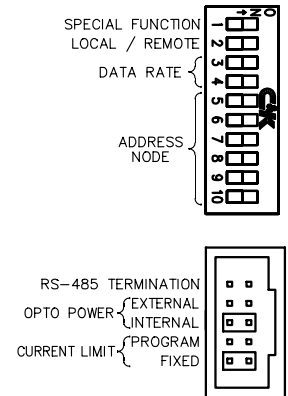 ON
SPECIAL FUNCTION 1
LOCAL / REMOTE 2
DATA RATE 3
4
5
6
ADDRESS 7
NODE 8
9
10
C&K
RS-485 TERMINATION
OPTO POWER EXTERNAL
INTERNAL
CURRENT LIMIT PROGRAM
FIXED